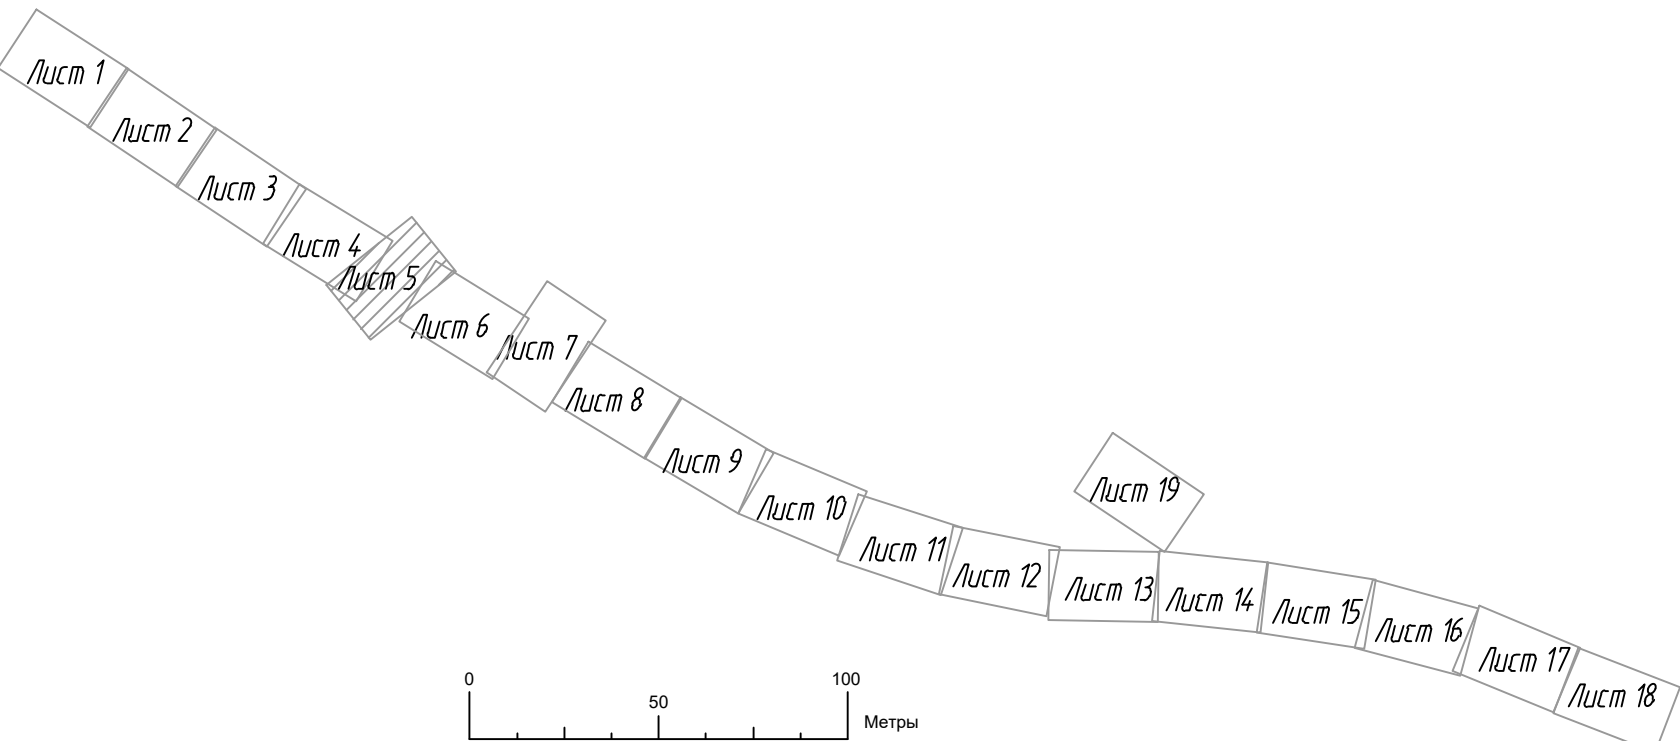 Лист 1
Лист 2
Лист 3
Лист 4
Лист 5
Лист 6
Лист 7
Лист 8
Лист 9
Лист 10
Лист 11
Лист 12
Лист 13
Лист 14
Лист 15
Лист 16
Лист 17
Лист 18
Лист 19
0
50
100
Метры